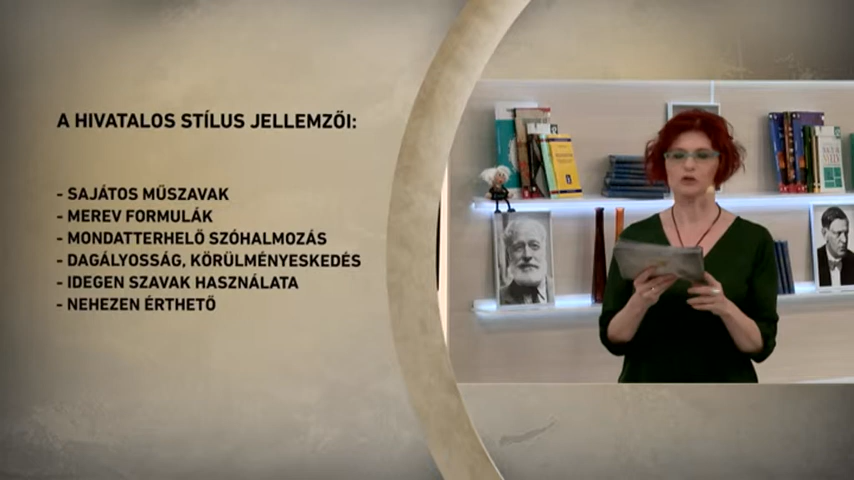 A HIVATALOS STÍLUS JELLEMZŐI:
- SAJÁTOS MŰSZAVAK
- MEREV FORMULÁK
- MONDATTERHELŐ SZÓHALMOZÁS
- DAGÁLYOSSÁG, KÖRÜLMÉNYESKEDÉS
- IDEGEN SZAVAK HASZNÁLATA
- NEHEZEN ÉRTHETŐ